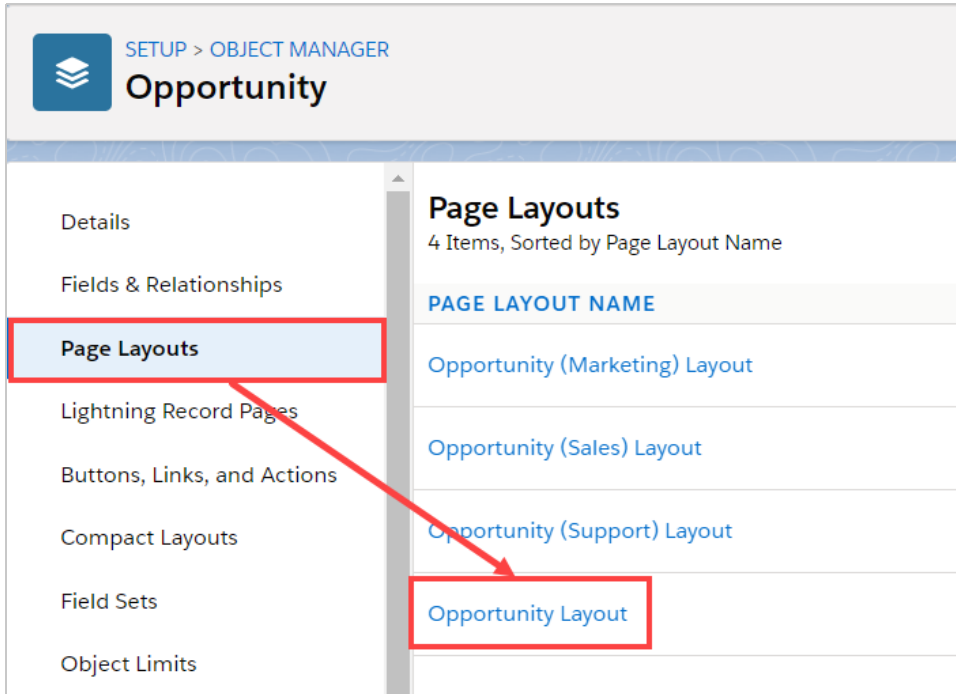 SETUP > OBJECT MANAGER
Opportunity
Details
Fields & Relationships
Page Layouts
Lightning Record Pages
Buttons, Links, and Actions
Compact Layouts
Field Sets
Object Limits
Page Layouts
4 Items, Sorted by Page Layout Name
PAGE LAYOUT NAME
Opportunity (Marketing) Layout
Opportunity (Sales) Layout
Opportunity (Support) Layout
Opportunity Layout